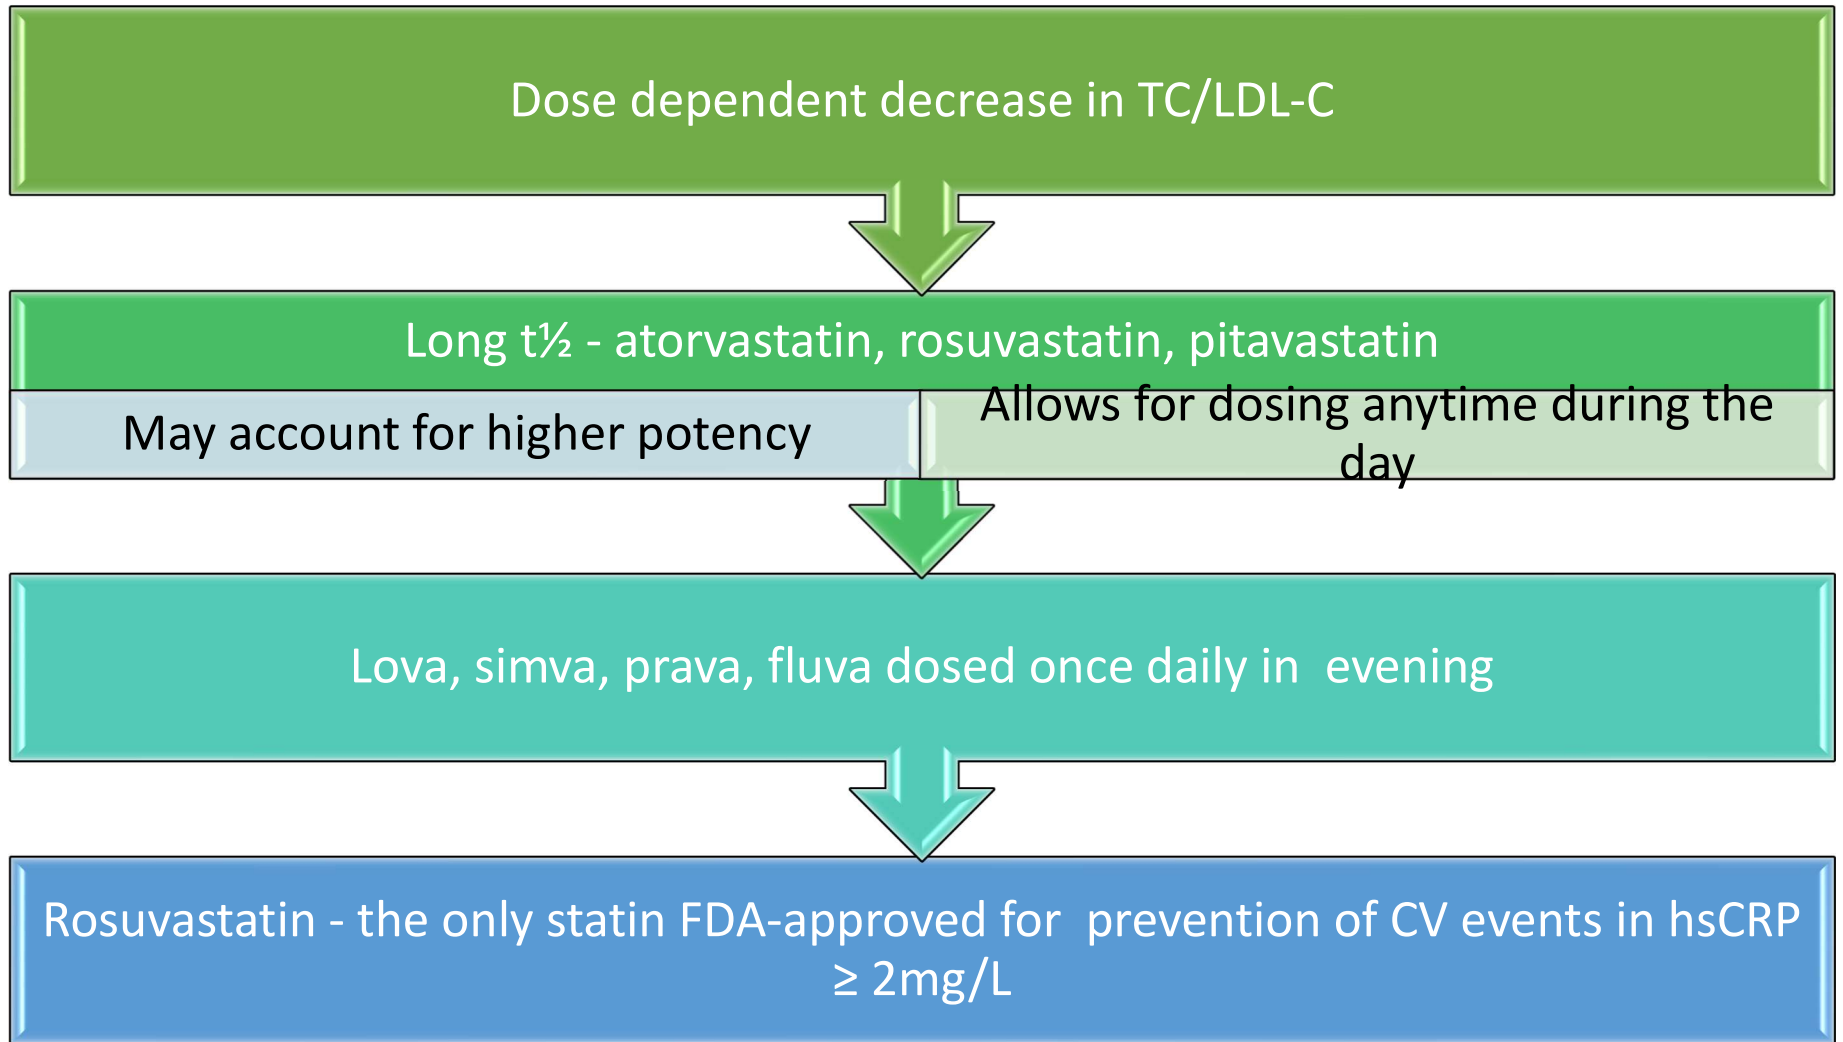 Dose dependent decrease in TC/LDL-C
Long t½ - atorvastatin, rosuvastatin, pitavastatin
May account for higher potency
Allows for dosing anytime during the
day
Lova, simva, prava, fluva dosed once daily in  evening
Rosuvastatin - the only statin FDA-approved for  prevention of CV events in hsCRP
≥ 2mg/L